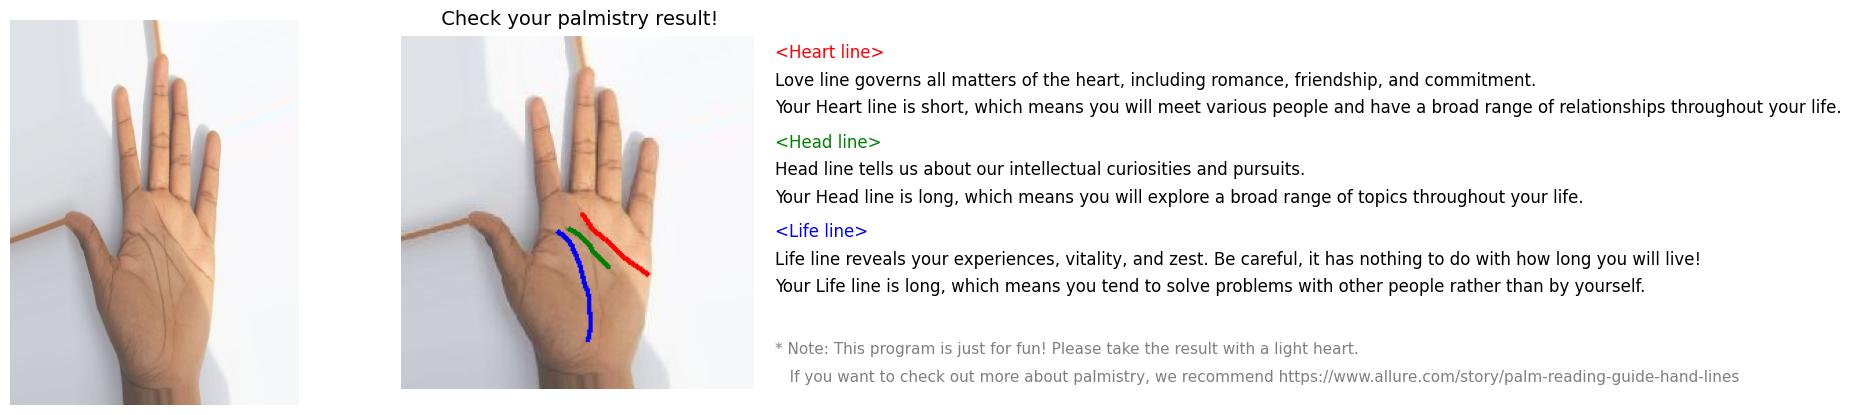 Check your palmistry result!
<Heart line>
Love line governs all matters of the heart, including romance, friendship, and commitment.
Your Heart line is short, which means you will meet various people and have a broad range of relationships throughout your life.
<Head line>
Head line tells us about our intellectual curiosities and pursuits.
Your Head line is long, which means you will explore a broad range of topics throughout your life.
<Life line>
Life line reveals your experiences, vitality, and zest. Be careful, it has nothing to do with how long you will live!
Your Life line is long, which means you tend to solve problems with other people rather than by yourself.
* Note: This program is just for fun! Please take the result with a light heart.
If you want to check out more about palmistry, we recommend https://www.allure.com/story/palm-reading-guide-hand-lines